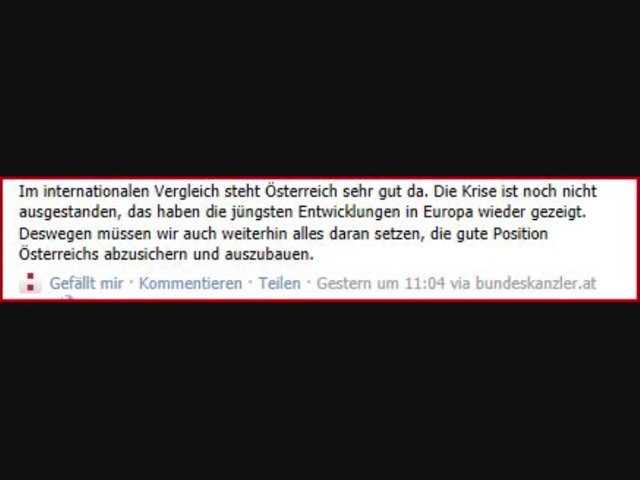 Im internationalen Vergleich steht Österreich sehr gut da. Die Krise ist noch nicht
ausgestanden, das haben die jüngsten Entwicklungen in Europa wieder gezeigt.
Deswegen müssen wir auch weiterhin alles daran setzen, die gute Position
Österreichs abzusichern und auszubauen.
Gefällt mir · Kommentieren · Teilen · Gestern um 11:04 via bundeskanzler.at